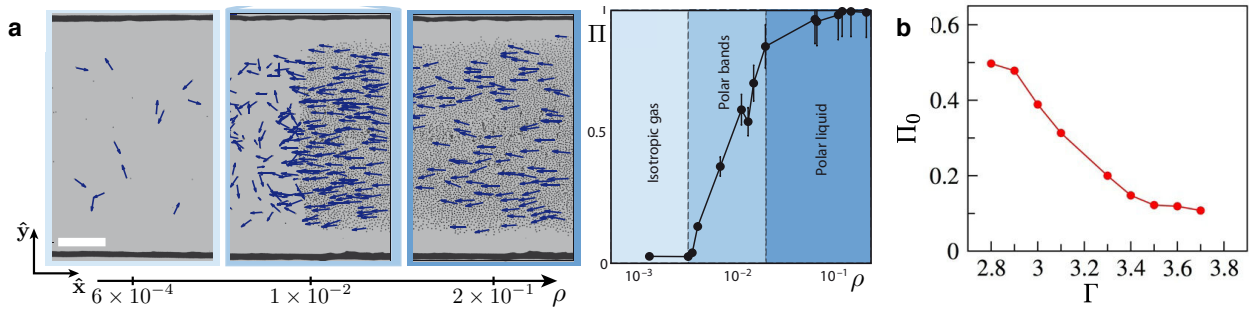 a
ŷ
x̂
6 × 10⁻⁴
1 × 10⁻²
2 × 10⁻¹
ρ
Π
1
0.5
0
Isotropic gas
Polar bands
Polar liquid
10⁻³
10⁻²
10⁻¹
ρ
b
0.6
0.4
0.2
0
Π₀
2.8
3
3.2
3.4
3.6
3.8
Γ